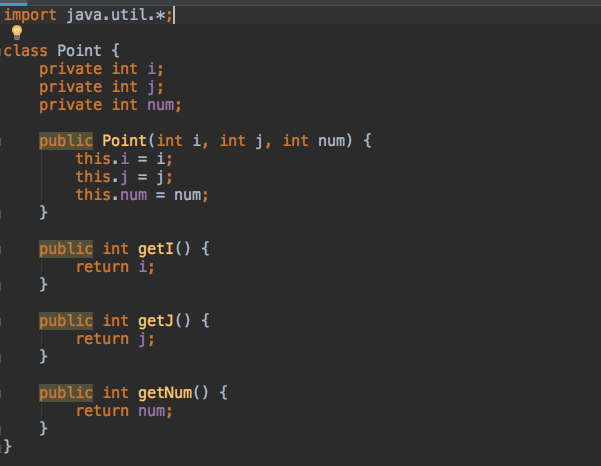 import java.util.*;
class Point {
    private int i;
    private int j;
    private int num;
    public Point(int i, int j, int num) {
        this.i = i;
        this.j = j;
        this.num = num;
    }
    public int getI() {
        return i;
    }
    public int getJ() {
        return j;
    }
    public int getNum() {
        return num;
    }
}